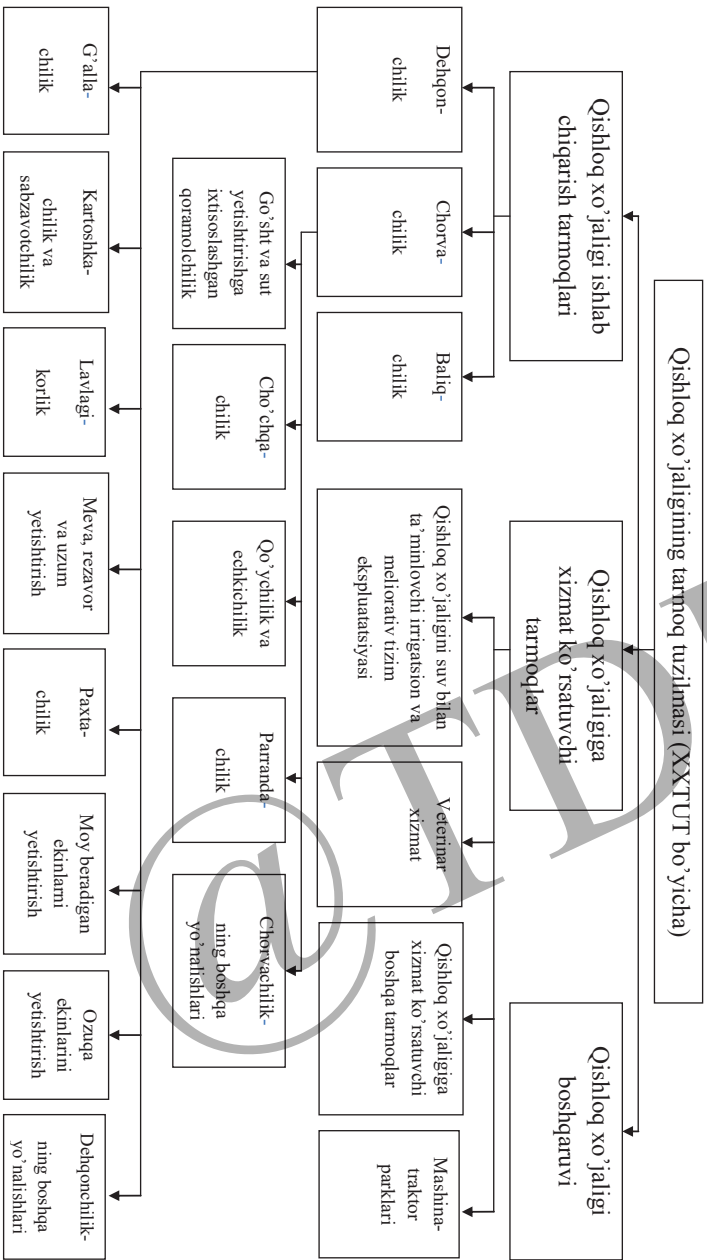 Qishloq xo’jaligining tarmoq tuzilmasi (XXTUT bo’yicha)
Qishloq xo’jaligi ishlab
chiqarish tarmoqlari
Qishloq xo’jaligiga
xizmat ko’rsatuvchi
tarmoqlar
Qishloq xo’jaligi
boshqaruvi
Dehqon-
chilik
Chorva-
chilik
Baliq-
chilik
Qishloq xo’jaligini suv bilan
ta’minlovchi irrigatsion va
meliorativ tizim
ekspluatatsiyasi
Veterinar
xizmat
Qishloq xo’jaligiga
xizmat ko’rsatuvchi
boshqa tarmoqlar
Mashina-
traktor
parklari
Go’sht va sut
yetishtirishga
ixtisoslashgan
qoramolchilik
Cho’chqa-
chilik
Qo’ychilik va
echkichilik
Parranda-
chilik
Chorvachilik-
ning boshqa
yo’nalishlari
G’alla-
chilik
Kartoshka-
chilik va
sabzavotchilik
Lavlagi-
korlik
Meva, rezavor
va uzum
yetishtirish
Paxta-
chilik
Moy beradigan
ekinlarni
yetishtirish
Ozuqa
ekinlarini
yetishtirish
Dehqonchilik-
ning boshqa
yo’nalishlari